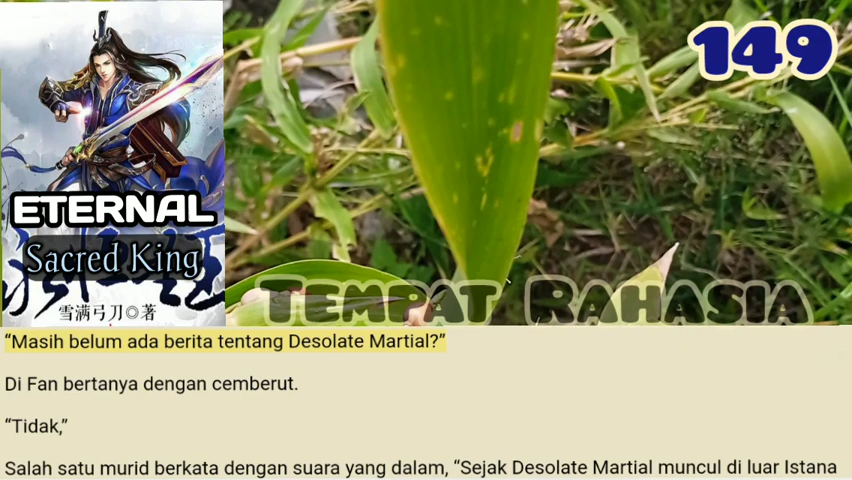 149
ETERNAL
Sacred King
雪满弓刀◎著
TEMPAT RAHASIA
“Masih belum ada berita tentang Desolate Martial?”
Di Fan bertanya dengan cemberut.
“Tidak,”
Salah satu murid berkata dengan suara yang dalam, “Sejak Desolate Martial muncul di luar Istana